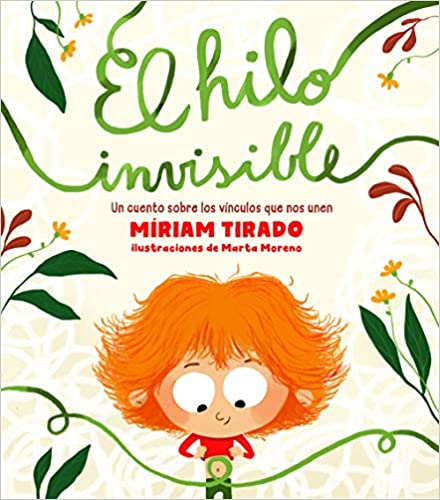 El hilo
invisible
Un cuento sobre los vínculos que nos unen
MÍRIAM TIRADO
ilustraciones de Marta Moreno